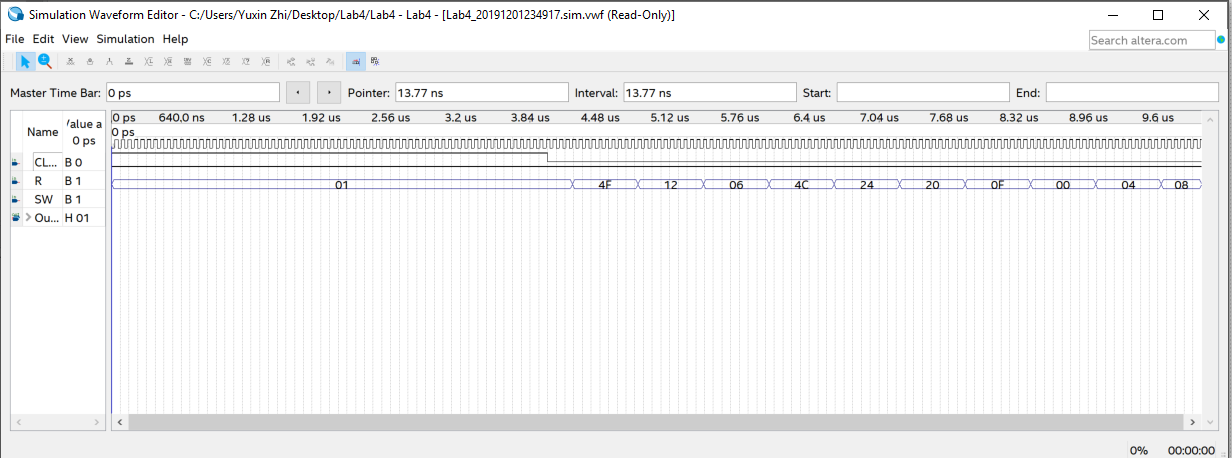 Simulation Waveform Editor - C:/Users/Yuxin Zhi/Desktop/Lab4/Lab4 - Lab4 - [Lab4_20191201234917.sim.vwf (Read-Only)]
File Edit View Simulation Help
Search altera.com
Master Time Bar: 0 ps Pointer: 13.77 ns Interval: 13.77 ns Start: End:
Name Value a 0 ps
0 ps 640.0 ns 1.28 us 1.92 us 2.56 us 3.2 us 3.84 us 4.48 us 5.12 us 5.76 us 6.4 us 7.04 us 7.68 us 8.32 us 8.96 us 9.6 us
0 ps
CL... B 0
R B 1
01 4F 12 06 4C 24 20 0F 00 04 08
SW B 1
Ou... H 01
0% 00:00:00